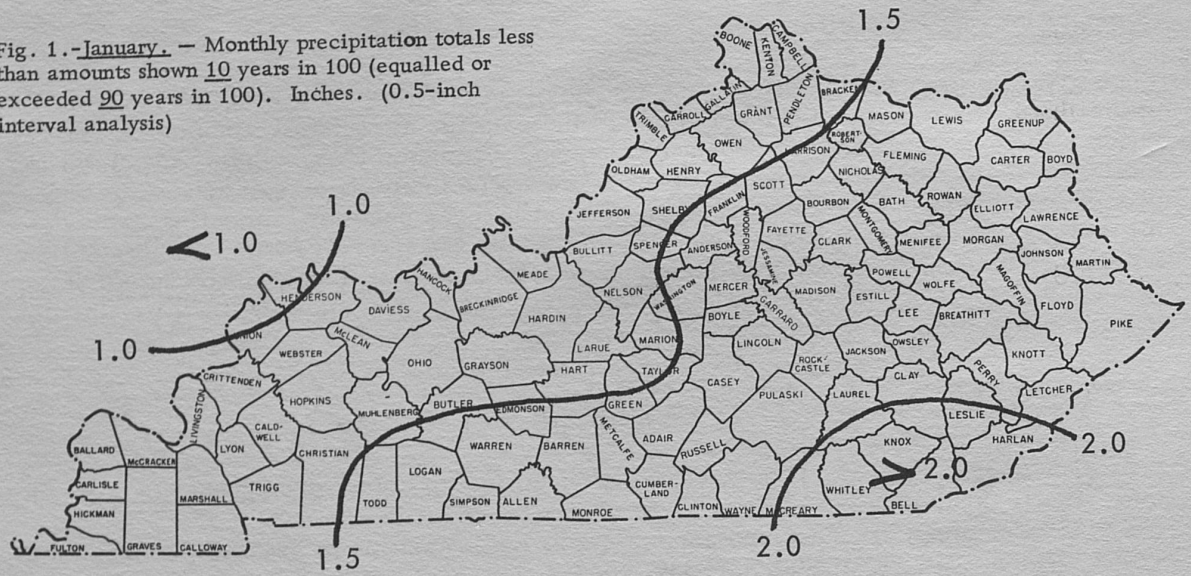 Fig. 1.-January. — Monthly precipitation totals less
than amounts shown 10 years in 100 (equalled or
exceeded 90 years in 100). Inches. (0.5-inch
interval analysis)
1.5
BOONE
KENTON
CAMPBELL
GALLATIN
GRANT
PENDLETON
BRACKEN
TRIMBLE
CARROLL
OWEN
ROBERT-
SON
MASON
LEWIS
GREENUP
OLDHAM
HENRY
HARRISON
FLEMING
CARTER
BOYD
NICHOLAS
1.0
JEFFERSON
SHELBY
FRANKLIN
SCOTT
BOURBON
BATH
ROWAN
ELLIOTT
LAWRENCE
<1.0
BULLITT
SPENCER
ANDERSON
WOODFORD
FAYETTE
CLARK
MONTGOMERY
MENIFEE
MORGAN
JOHNSON
MARTIN
HENDERSON
DAVIESS
HANCOCK
BRECKINRIDGE
MEADE
HARDIN
NELSON
WASHINGTON
MERCER
JESSAMINE
MADISON
POWELL
WOLFE
MAGOFFIN
FLOYD
PIKE
1.0
UNION
WEBSTER
McLEAN
OHIO
GRAYSON
LARUE
MARION
BOYLE
GARRARD
ESTILL
LEE
BREATHITT
HART
TAYLOR
LINCOLN
ROCK-
CASTLE
JACKSON
OWSLEY
KNOTT
CRITTENDEN
LIVINGSTON
HOPKINS
MUHLENBERG
BUTLER
EDMONSON
GREEN
CASEY
PULASKI
LAUREL
CLAY
PERRY
LETCHER
LESLIE
HARLAN
2.0
BALLARD
McCRACKEN
LYON
CALD-
WELL
CHRISTIAN
WARREN
BARREN
METCALFE
ADAIR
RUSSELL
KNOX
>2.0
CARLISLE
MARSHALL
TRIGG
TODD
LOGAN
SIMPSON
ALLEN
MONROE
CUMBER-
LAND
CLINTON
WAYNE
McCREARY
WHITLEY
BELL
HICKMAN
FULTON
GRAVES
CALLOWAY
1.5
2.0